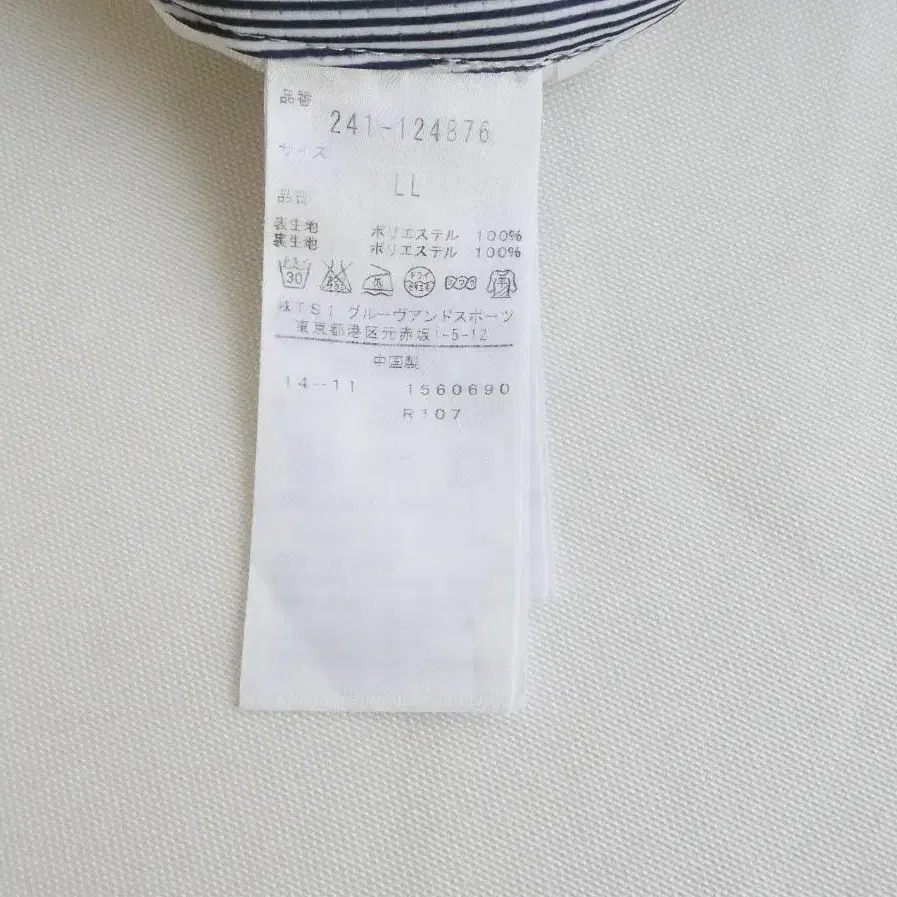 品番
241-124876
サイズ
LL
品質
表生地 ポリエステル 100%
裏生地 ポリエステル 100%
30 ドライ
㈱TSI グルーヴアンドスポーツ
東京都港区元赤坂1-5-12
中国製
14-11 1560690
R107